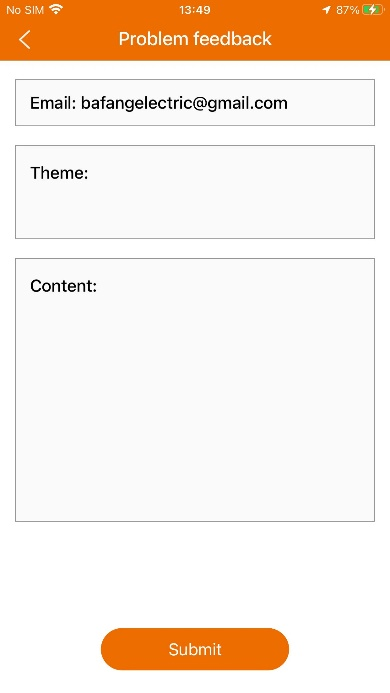 No SIM 13:49 87%
Problem feedback
Email: bafangelectric@gmail.com
Theme:
Content:
Submit